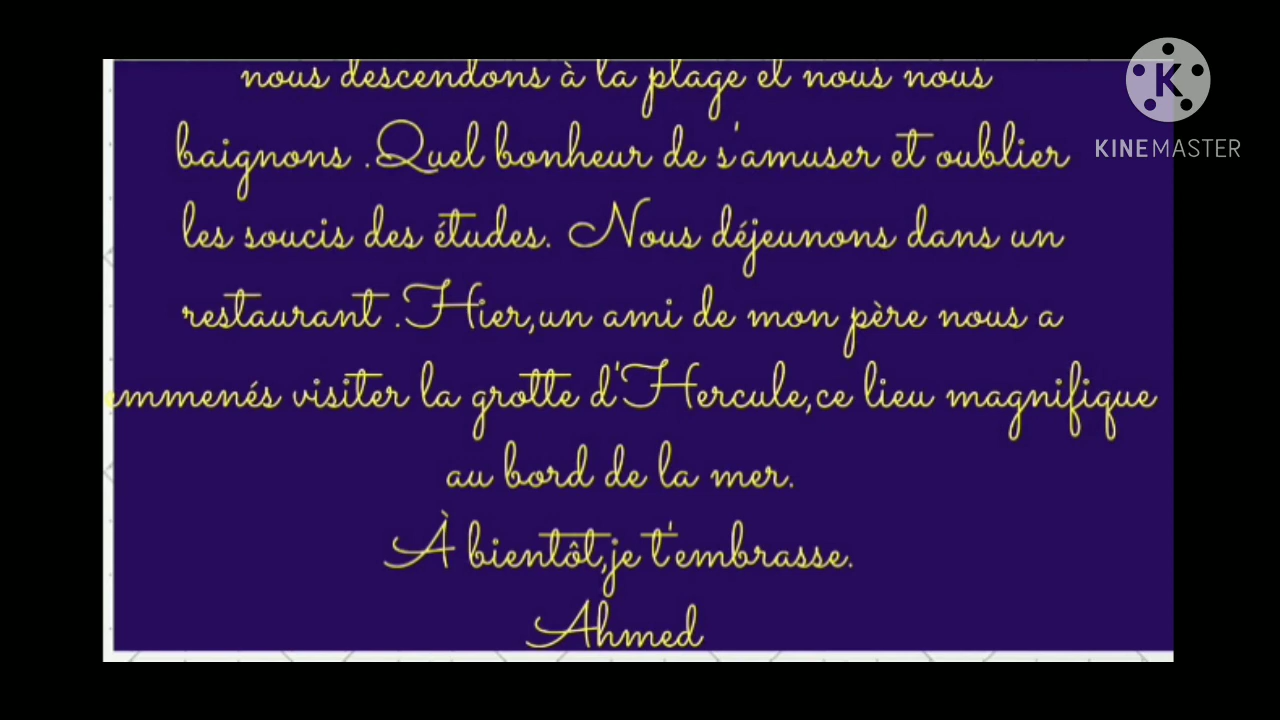 nous descendons à la plage et nous nous
baignons .Quel bonheur de s'amuser et oublier
les soucis des études. Nous déjeunons dans un
restaurant .Hier,un ami de mon père nous a
emmenés visiter la grotte d'Hercule,ce lieu magnifique
au bord de la mer.
À bientôt,je t'embrasse.
Ahmed
K
KINEMASTER